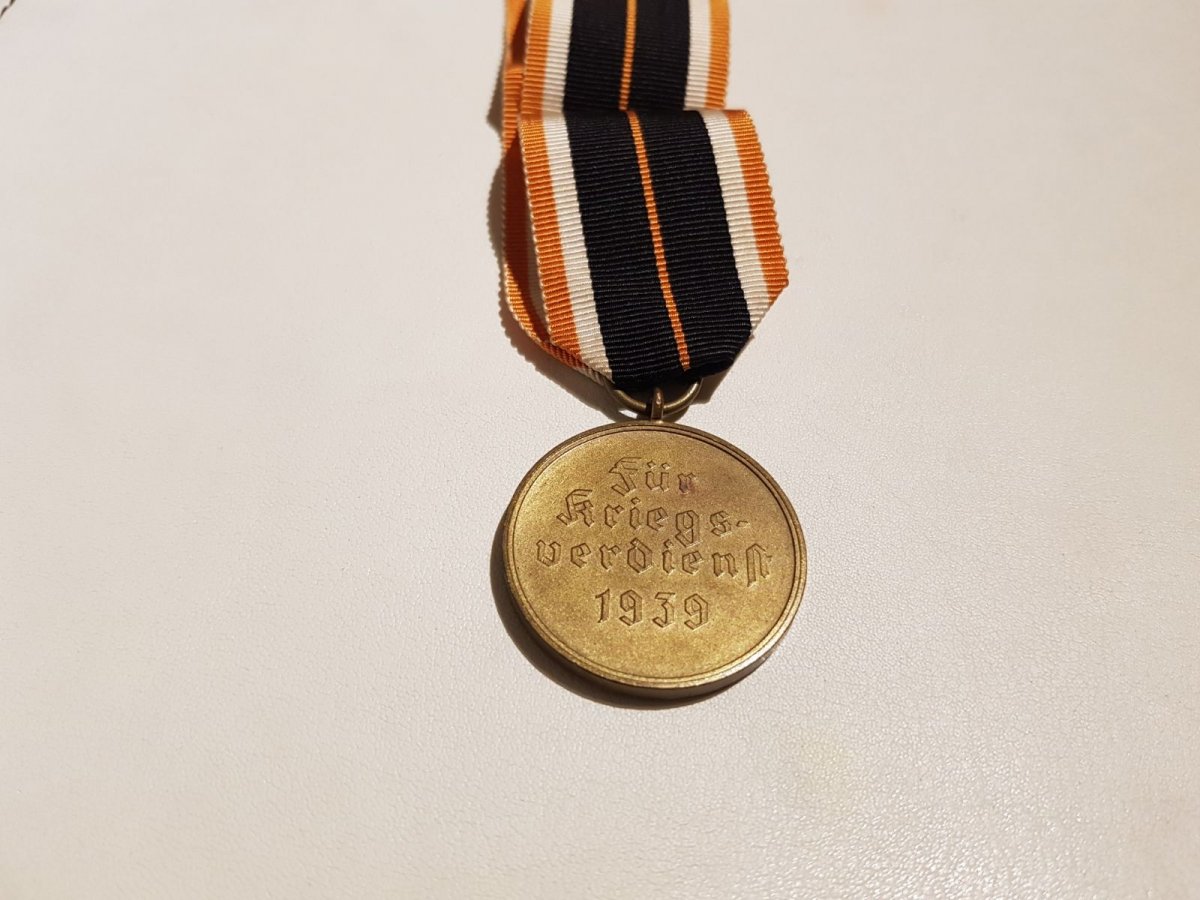 Für
Kriegs-
verdienst
1939